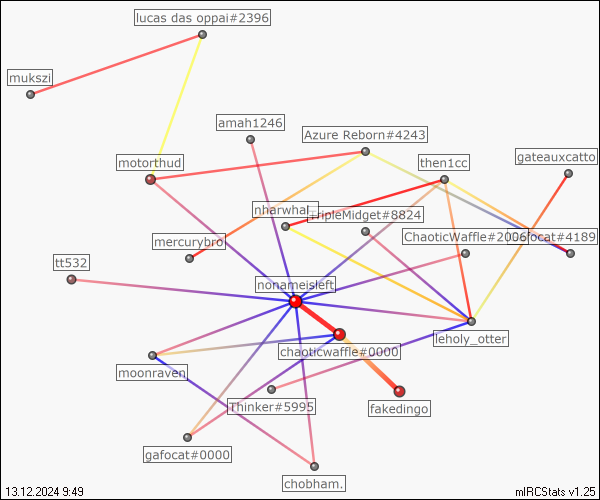 lucas das oppai#2396
mukszi
amah1246
Azure Reborn#4243
motorthud
then1cc
gateauxcatto
nharwhal_
TripleMidget#8824
mercurybro
ChaoticWaffle#2006
#4189
tt532
nonameisleft
leholy_otter
chaoticwaffle#0000
moonraven_
Thinker#5995
fakedingo
gafocat#0000
chobham.
13.12.2024 9:49
mIRCStats v1.25